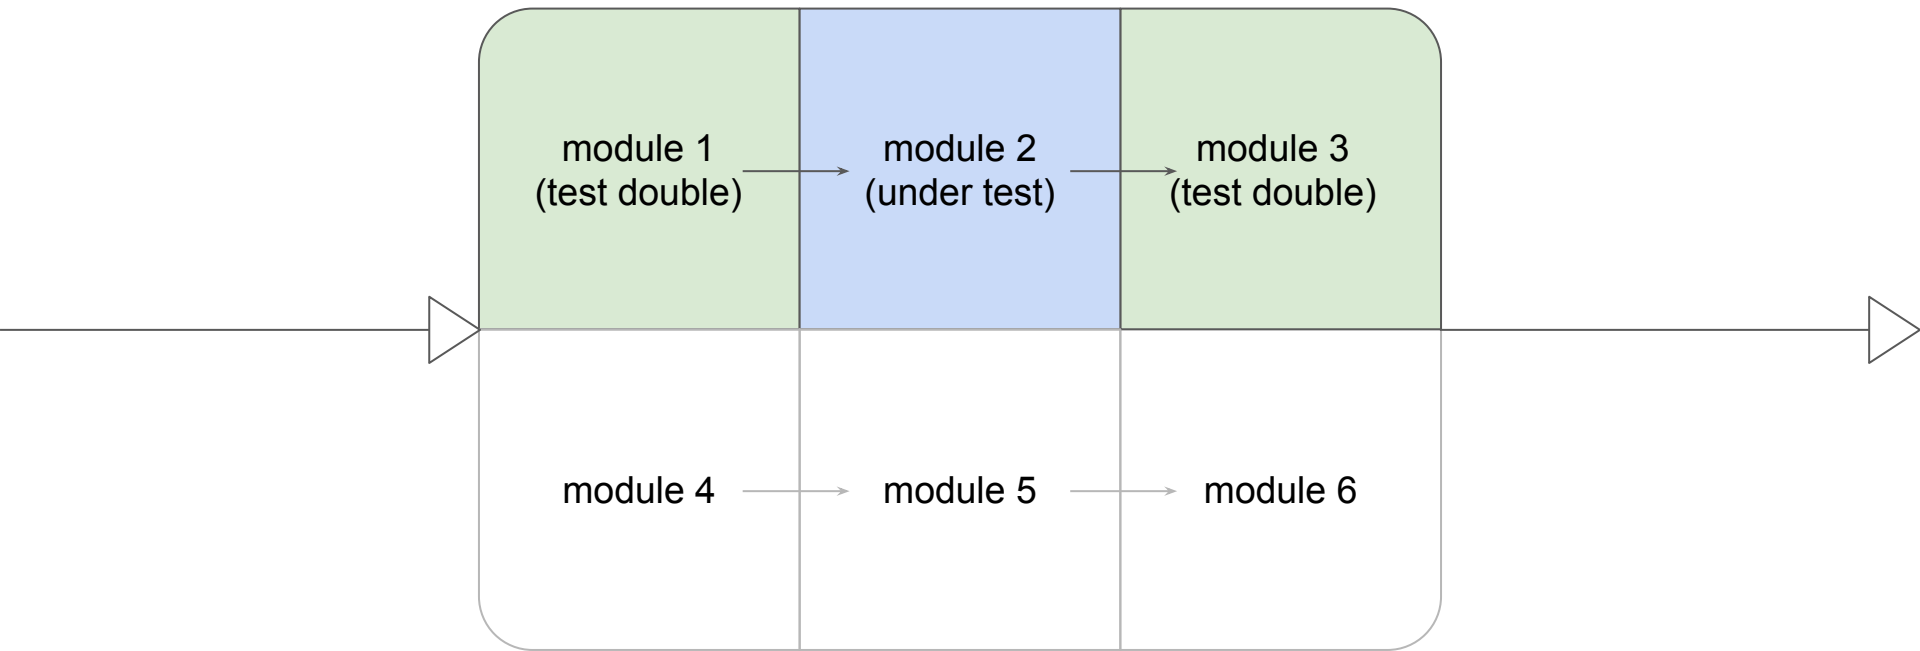 module 1
(test double)
module 2
(under test)
module 3
(test double)
module 4
module 5
module 6